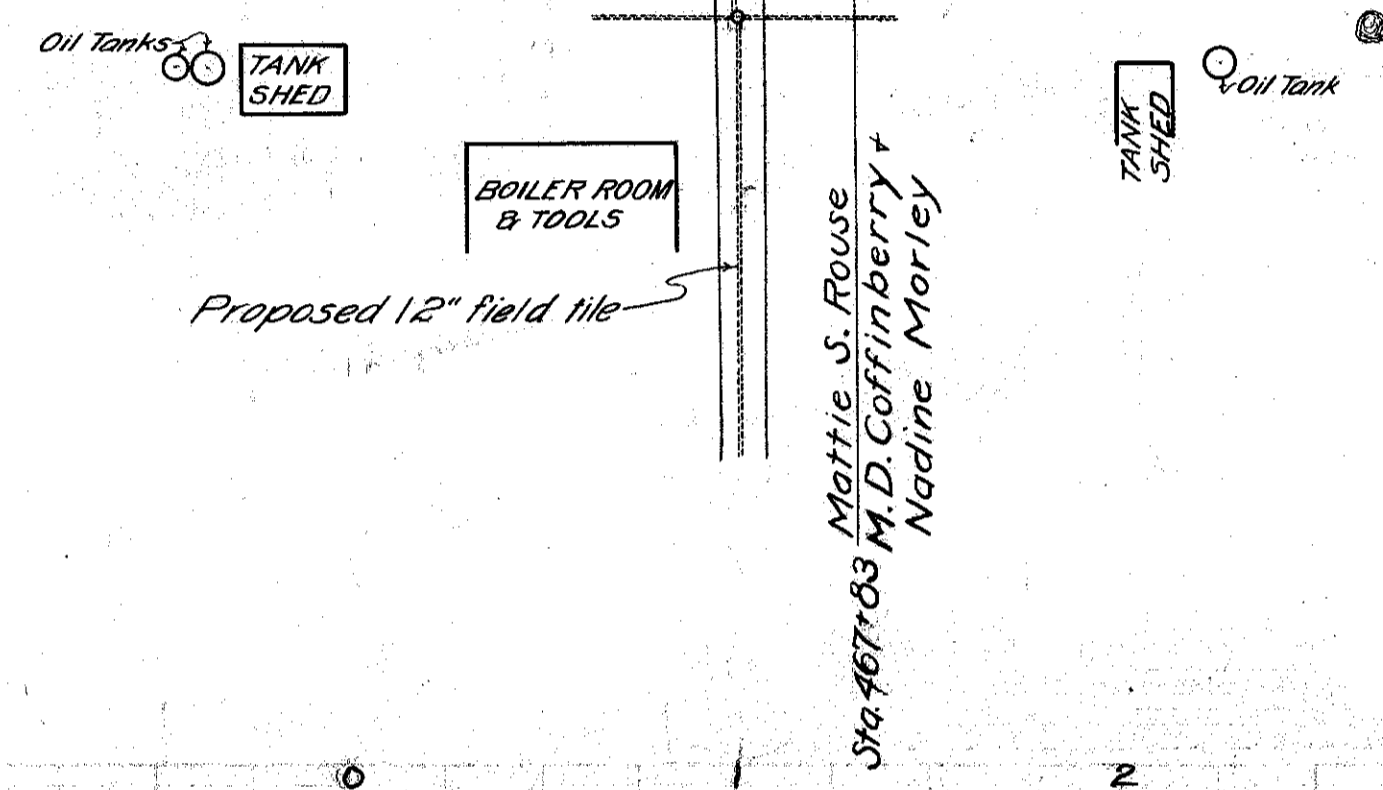 Oil Tanks
TANK
SHED
BOILER ROOM
& TOOLS
Proposed 12" field tile
Mattie S. Rouse
Sta. 467+83 M. D. Coffinberry +
Nadine Morley
TANK
SHED
Oil Tank
0 1 2